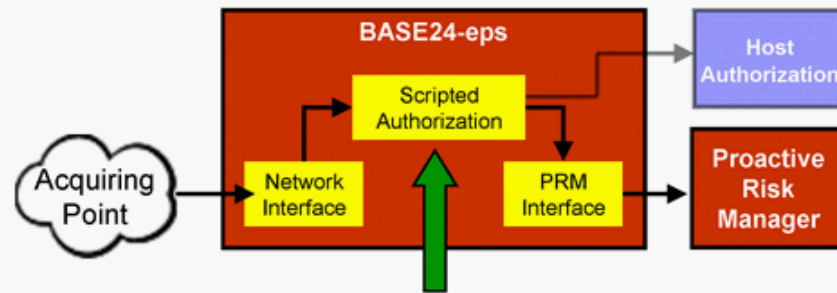 BASE24-eps
Host
Authorization
Scripted
Authorization
Acquiring
Point
Network
Interface
PRM
Interface
Proactive
Risk
Manager